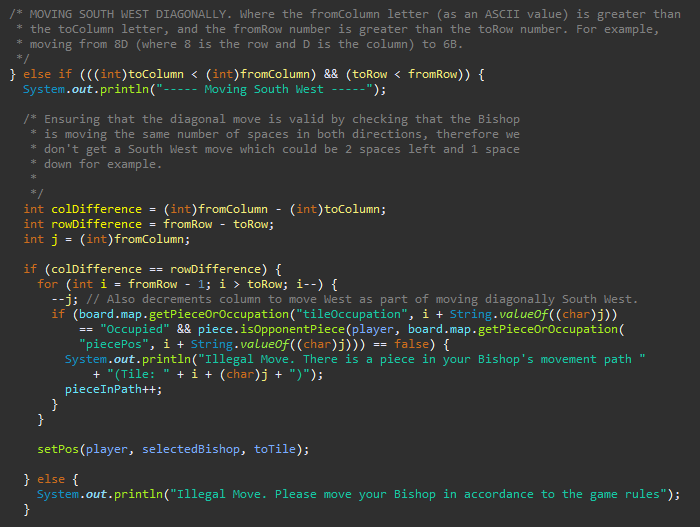 /* MOVING SOUTH WEST DIAGONALLY. Where the fromColumn letter (as an ASCII value) is greater than
 * the toColumn letter, and the fromRow number is greater than the toRow number. For example,
 * moving from 8D (where 8 is the row and D is the column) to 6B.
 */
} else if (((int)toColumn < (int)fromColumn) && (toRow < fromRow)) {
  System.out.println("----- Moving South West -----");

  /* Ensuring that the diagonal move is valid by checking that the Bishop
   * is moving the same number of spaces in both directions, therefore we
   * don't get a South West move which could be 2 spaces left and 1 space
   * down for example.
   *
   */
  int colDifference = (int)fromColumn - (int)toColumn;
  int rowDifference = fromRow - toRow;
  int j = (int)fromColumn;

  if (colDifference == rowDifference) {
    for (int i = fromRow - 1; i > toRow; i--) {
      --j; // Also decrements column to move West as part of moving diagonally South West.
      if (board.map.getPieceOrOccupation("tileOccupation", i + String.valueOf((char)j))
          == "Occupied" && piece.isOpponentPiece(player, board.map.getPieceOrOccupation(
          "piecePos", i + String.valueOf((char)j))) == false) {
        System.out.println("Illegal Move. There is a piece in your Bishop's movement path "
            + "(Tile: " + i + (char)j + ")");
        pieceInPath++;
      }
    }

    setPos(player, selectedBishop, toTile);

  } else {
    System.out.println("Illegal Move. Please move your Bishop in accordance to the game rules");
  }